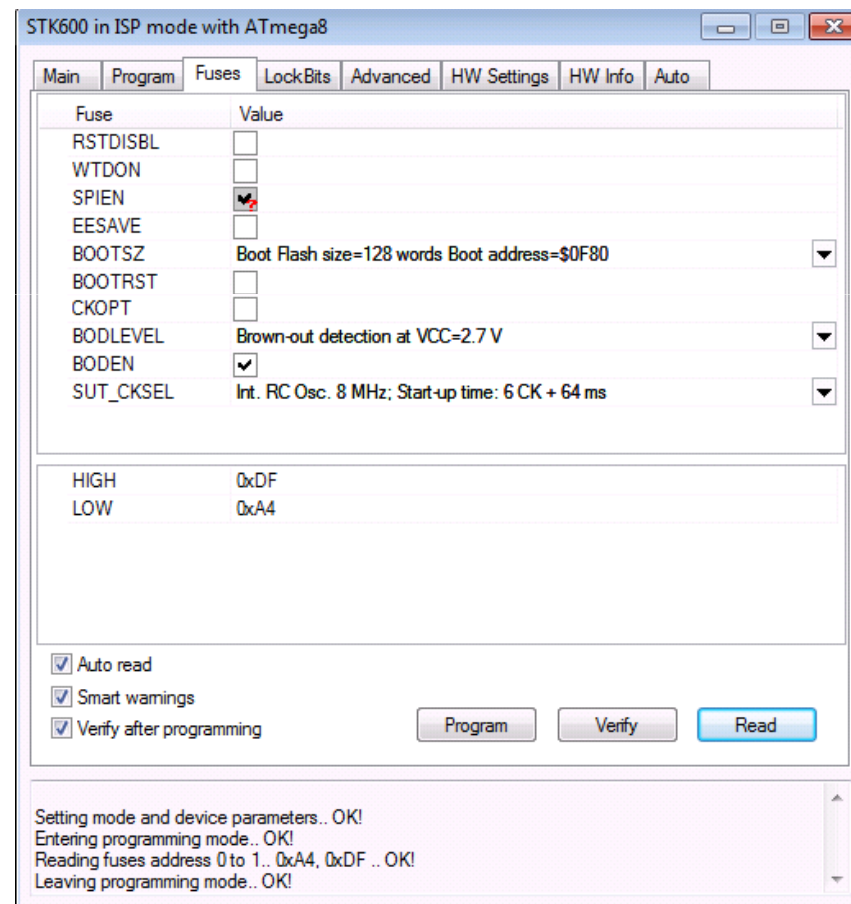 STK600 in ISP mode with ATmega8
Main Program Fuses LockBits Advanced HW Settings HW Info Auto
Fuse Value
RSTDISBL
WTDON
SPIEN ?
EESAVE
BOOTSZ Boot Flash size=128 words Boot address=$0F80
BOOTRST
CKOPT
BODLEVEL Brown-out detection at VCC=2.7 V
BODEN
SUT_CKSEL Int. RC Osc. 8 MHz; Start-up time: 6 CK + 64 ms
HIGH 0xDF
LOW 0xA4
Auto read
Smart warnings
Verify after programming Program Verify Read
Setting mode and device parameters.. OK!
Entering programming mode.. OK!
Reading fuses address 0 to 1.. 0xA4, 0xDF .. OK!
Leaving programming mode.. OK!